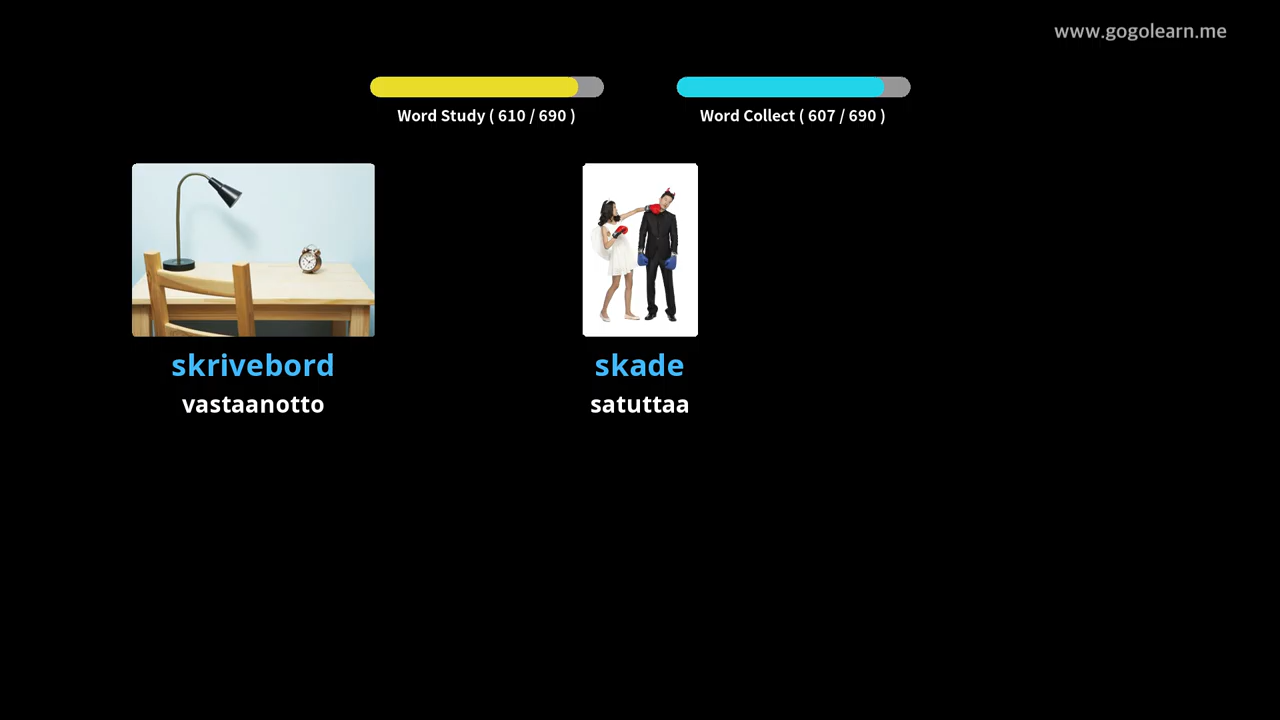 www.gogolearn.me
Word Study ( 610 / 690 )
Word Collect ( 607 / 690 )
skrivebord
vastaanotto
skade
satuttaa